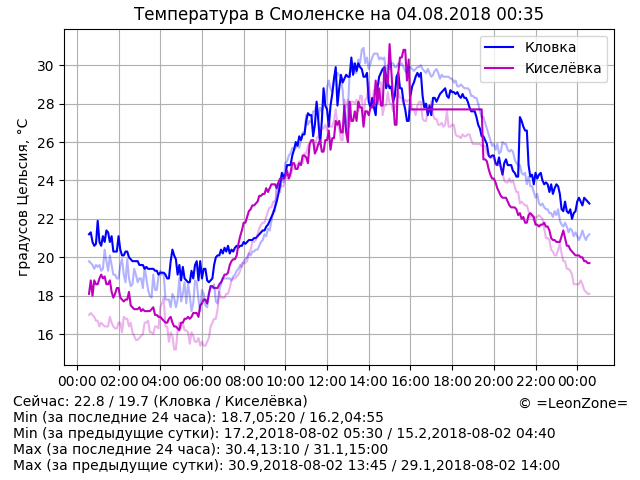 Температура в Смоленске на 04.08.2018 00:35
Кловка
Киселёвка
градусов Цельсия, °C
30
28
26
24
22
20
18
16
00:00 02:00 04:00 06:00 08:00 10:00 12:00 14:00 16:00 18:00 20:00 22:00 00:00
Сейчас: 22.8 / 19.7 (Кловка / Киселёвка)
© =LeonZone=
Min (за последние 24 часа): 18.7,05:20 / 16.2,04:55
Min (за предыдущие сутки): 17.2,2018-08-02 05:30 / 15.2,2018-08-02 04:40
Max (за последние 24 часа): 30.4,13:10 / 31.1,15:00
Max (за предыдущие сутки): 30.9,2018-08-02 13:45 / 29.1,2018-08-02 14:00